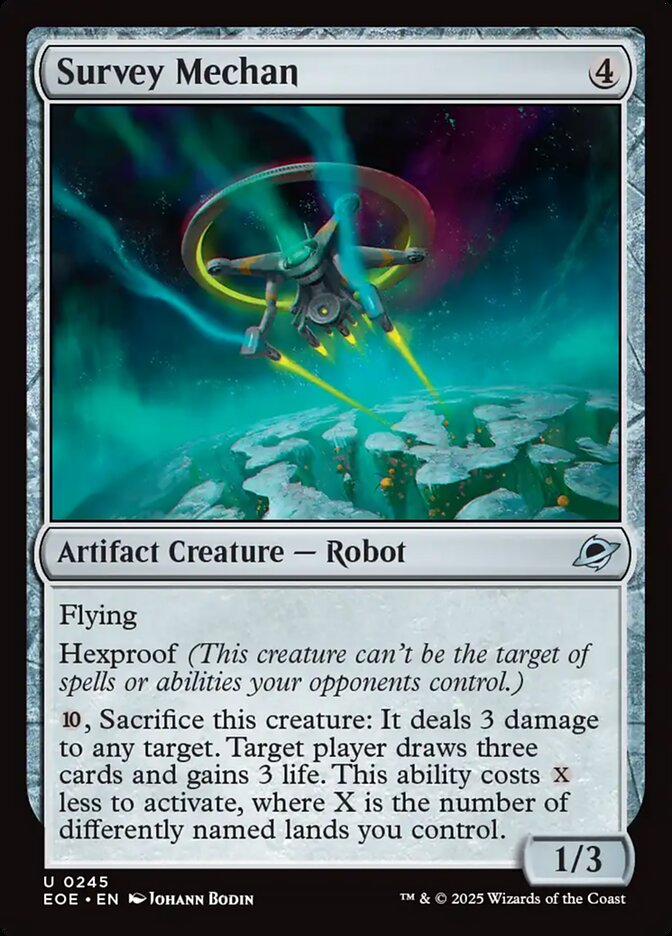 Survey Mechan 4
Artifact Creature — Robot
Flying
Hexproof (This creature can't be the target of
spells or abilities your opponents control.)
10, Sacrifice this creature: It deals 3 damage
to any target. Target player draws three
cards and gains 3 life. This ability costs X
less to activate, where X is the number of
differently named lands you control.
1/3
U 0245
EOE • EN Johann Bodin
™ & © 2025 Wizards of the Coast